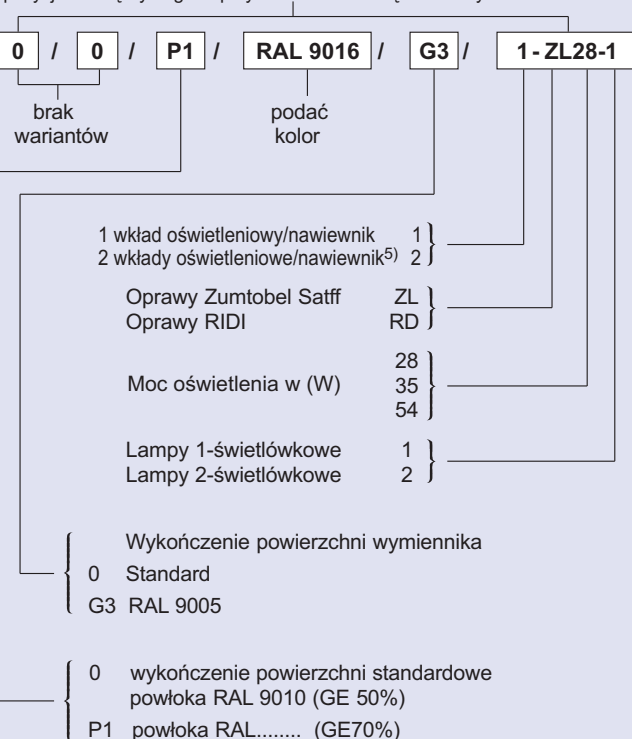 0 / 0 / P1 / RAL 9016 / G3 / 1 - ZL28-1
brak
wariantów
podać
kolor
1 wkład oświetleniowy/nawiewnik 1
2 wkłady oświetleniowe/nawiewnik5) 2
Oprawy Zumtobel Satff ZL
Oprawy RIDI RD
28
Moc oświetlenia w (W) 35
54
Lampy 1-świetlówkowe 1
Lampy 2-świetlówkowe 2
Wykończenie powierzchni wymiennika
0 Standard
G3 RAL 9005
0 wykończenie powierzchni standardowe
powłoka RAL 9010 (GE 50%)
P1 powłoka RAL........ (GE70%)